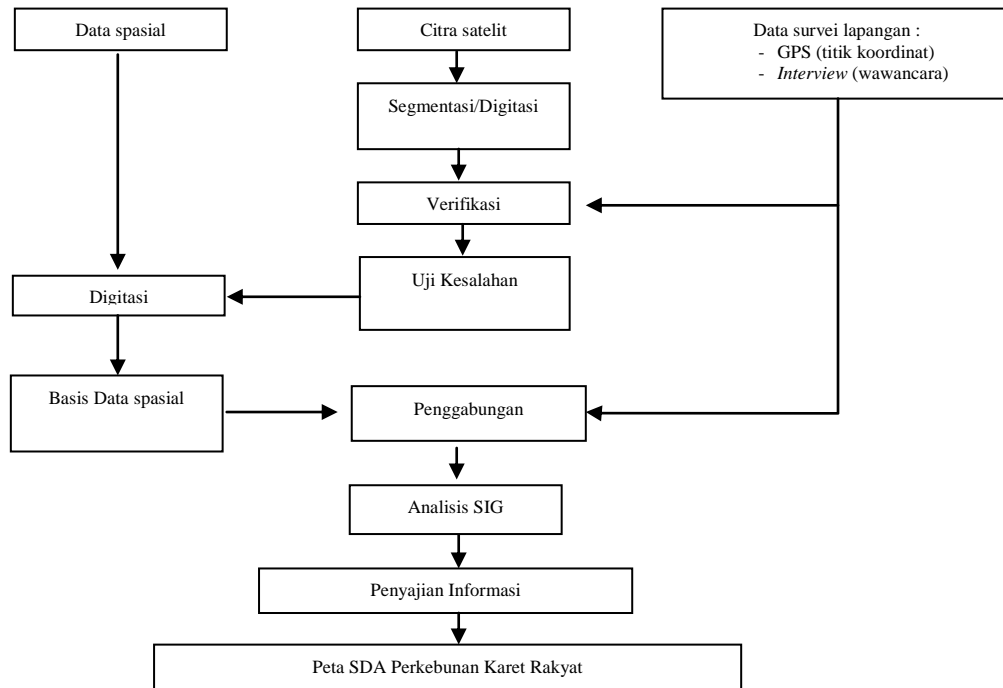 Data spasial
Citra satelit
Data survei lapangan :
- GPS (titik koordinat)
- Interview (wawancara)
Segmentasi/Digitasi
Verifikasi
Uji Kesalahan
Digitasi
Basis Data spasial
Penggabungan
Analisis SIG
Penyajian Informasi
Peta SDA Perkebunan Karet Rakyat